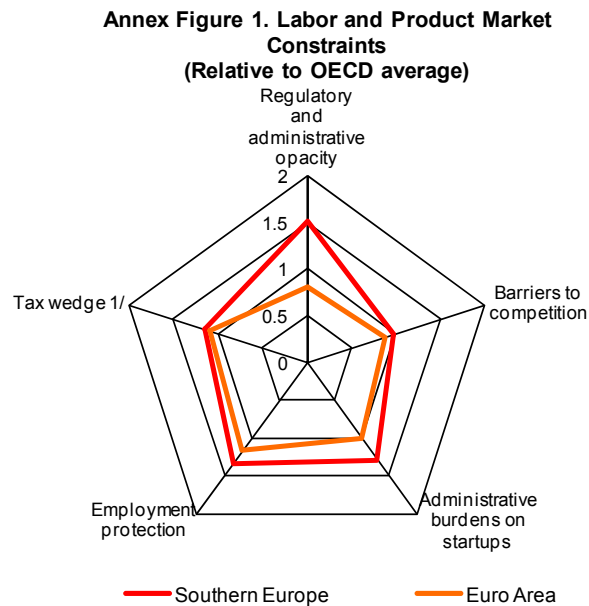 Annex Figure 1. Labor and Product Market
Constraints
(Relative to OECD average)
Regulatory
and
administrative
opacity
2
1.5
1
0.5
0
Tax wedge 1/
Barriers to
competition
Employment
protection
Administrative
burdens on
startups
Southern Europe
Euro Area